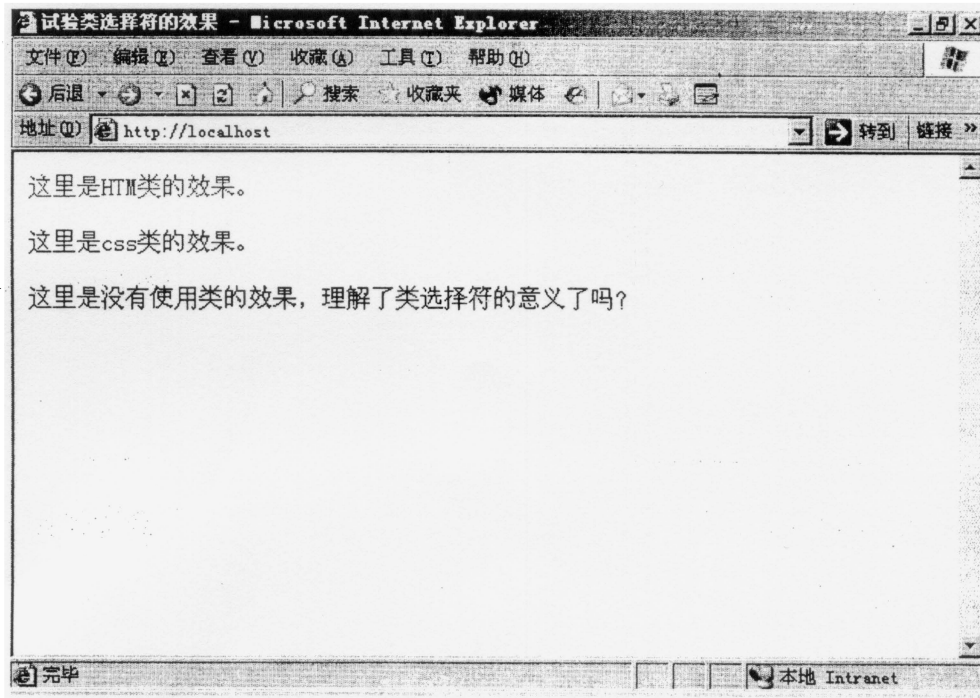 试验类选择符的效果 - Microsoft Internet Explorer
文件(F) 编辑(E) 查看(V) 收藏(A) 工具(T) 帮助(H)
后退 搜索 收藏夹 媒体
地址(D) http://localhost 转到 链接 »
这里是HTM类的效果。
这里是css类的效果。
这里是没有使用类的效果，理解了类选择符的意义了吗?
完毕 本地 Intranet